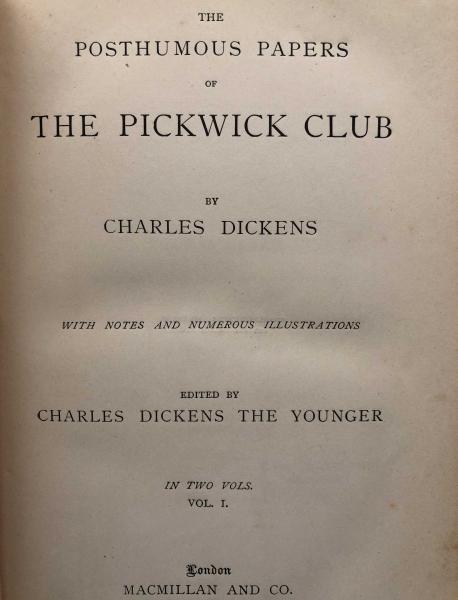 THE
POSTHUMOUS PAPERS
OF
THE PICKWICK CLUB
BY
CHARLES DICKENS
WITH NOTES AND NUMEROUS ILLUSTRATIONS
EDITED BY
CHARLES DICKENS THE YOUNGER
IN TWO VOLS.
VOL. I.
London
MACMILLAN AND CO.